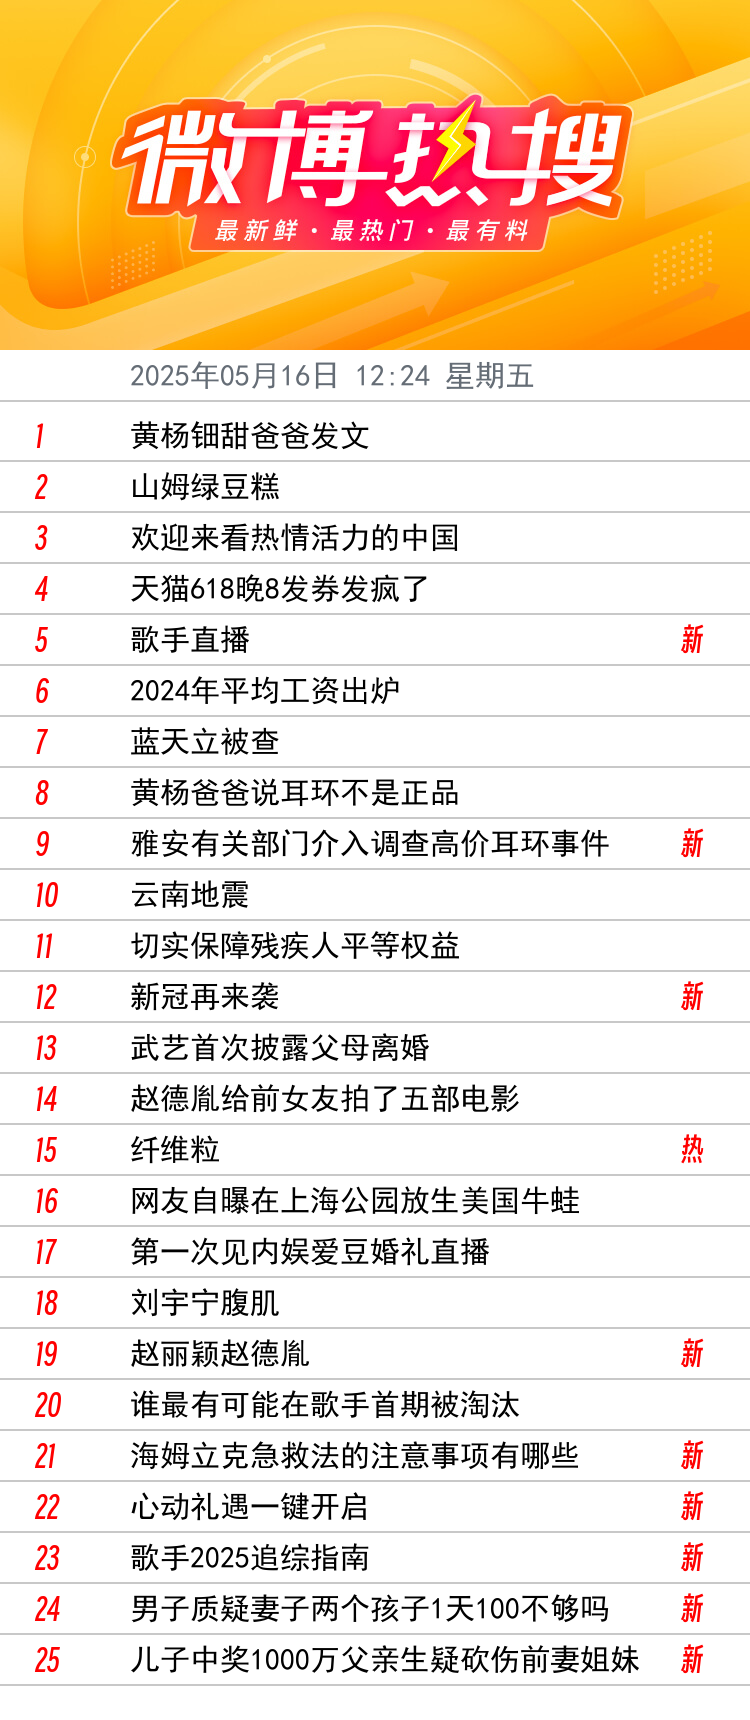 微博热搜
最新鲜·最热门·最有料
2025年05月16日 12:24 星期五
1 黄杨钿甜爸爸发文
2 山姆绿豆糕
3 欢迎来看热情活力的中国
4 天猫618晚8发券发疯了
5 歌手直播 新
6 2024年平均工资出炉
7 蓝天立被查
8 黄杨爸爸说耳环不是正品
9 雅安有关部门介入调查高价耳环事件 新
10 云南地震
11 切实保障残疾人平等权益
12 新冠再来袭 新
13 武艺首次披露父母离婚
14 赵德胤给前女友拍了五部电影
15 纤维粒 热
16 网友自曝在上海公园放生美国牛蛙
17 第一次见内娱爱豆婚礼直播
18 刘宇宁腹肌
19 赵丽颖赵德胤 新
20 谁最有可能在歌手首期被淘汰
21 海姆立克急救法的注意事项有哪些 新
22 心动礼遇一键开启 新
23 歌手2025追综指南 新
24 男子质疑妻子两个孩子1天100不够吗 新
25 儿子中奖1000万父亲生疑砍伤前妻姐妹 新